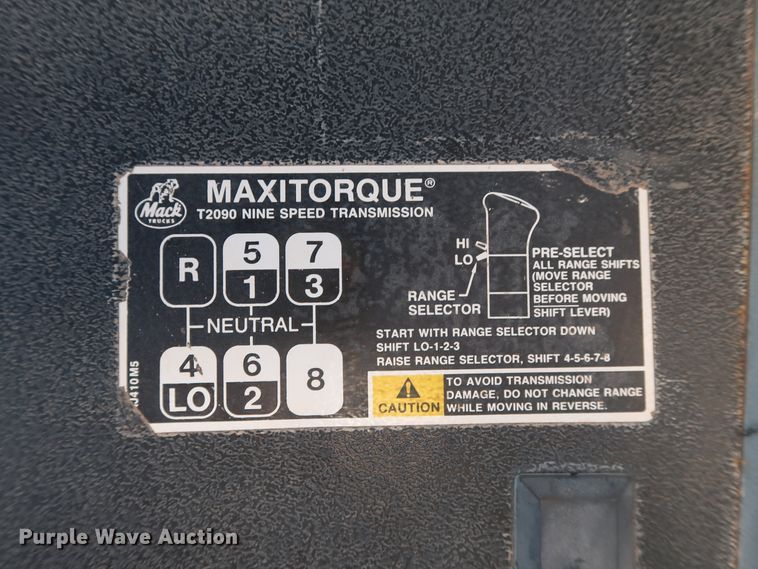 MAXITORQUE®
Mack
TRUCKS
T2090 NINE SPEED TRANSMISSION
R
5
1
7
3
NEUTRAL
4
LO
6
2
8
HI
LO
RANGE
SELECTOR
PRE-SELECT
ALL RANGE SHIFTS
(MOVE RANGE
SELECTOR
BEFORE MOVING
SHIFT LEVER)
START WITH RANGE SELECTOR DOWN
SHIFT LO-1-2-3
RAISE RANGE SELECTOR, SHIFT 4-5-6-7-8
CAUTION
TO AVOID TRANSMISSION
DAMAGE, DO NOT CHANGE RANGE
WHILE MOVING IN REVERSE.
J410M5
Purple Wave Auction